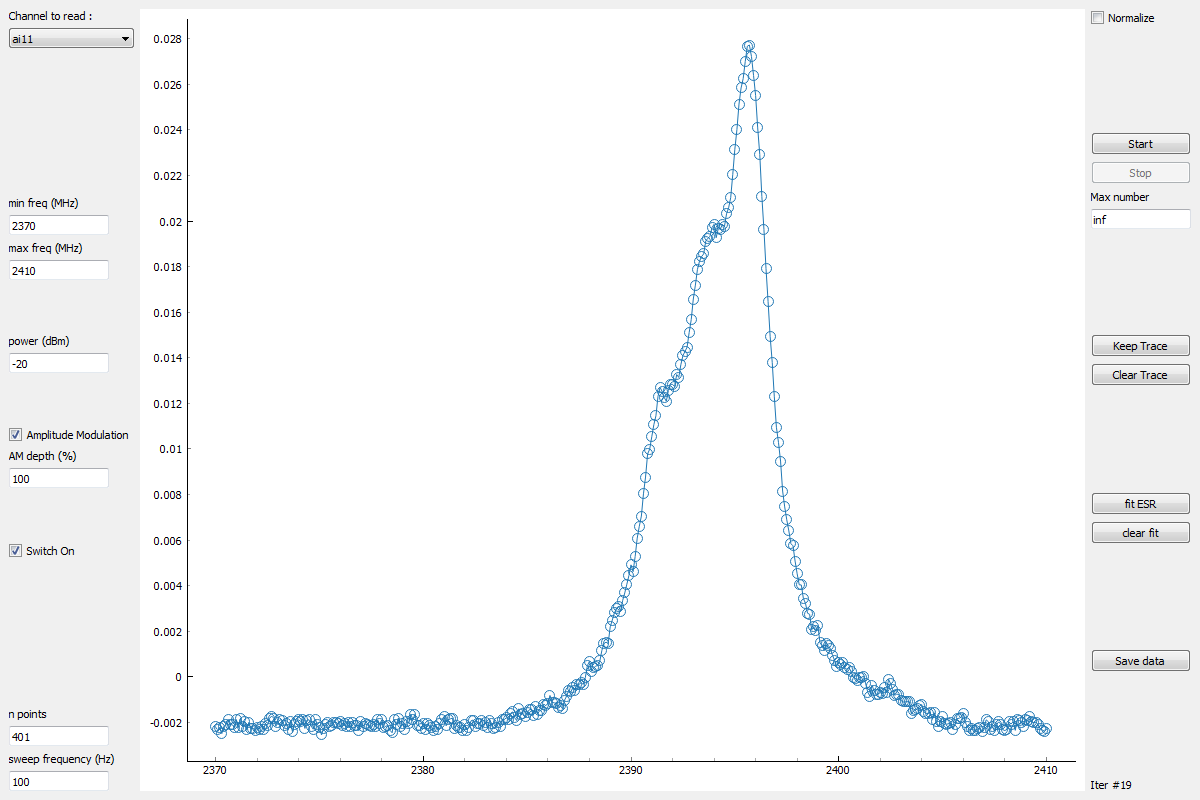 Channel to read :
ai11
min freq (MHz)
2370
max freq (MHz)
2410
power (dBm)
-20
Amplitude Modulation
AM depth (%)
100
Switch On
n points
401
sweep frequency (Hz)
100
0.028
0.026
0.024
0.022
0.02
0.018
0.016
0.014
0.012
0.01
0.008
0.006
0.004
0.002
0
-0.002
2370
2380
2390
2400
2410
Normalize
Start
Stop
Max number
inf
Keep Trace
Clear Trace
fit ESR
clear fit
Save data
Iter #19